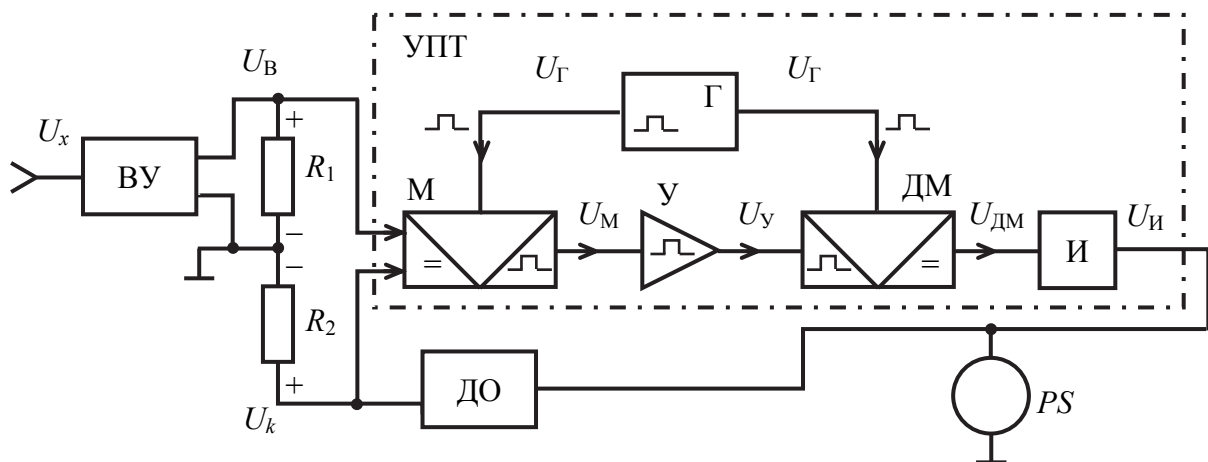 УПТ
U_В
U_Г
U_Г
Г
U_x
ВУ
+
R_1
–
М
=
U_М
У
U_У
ДМ
=
U_ДМ
И
U_И
–
R_2
+
U_k
ДО
PS